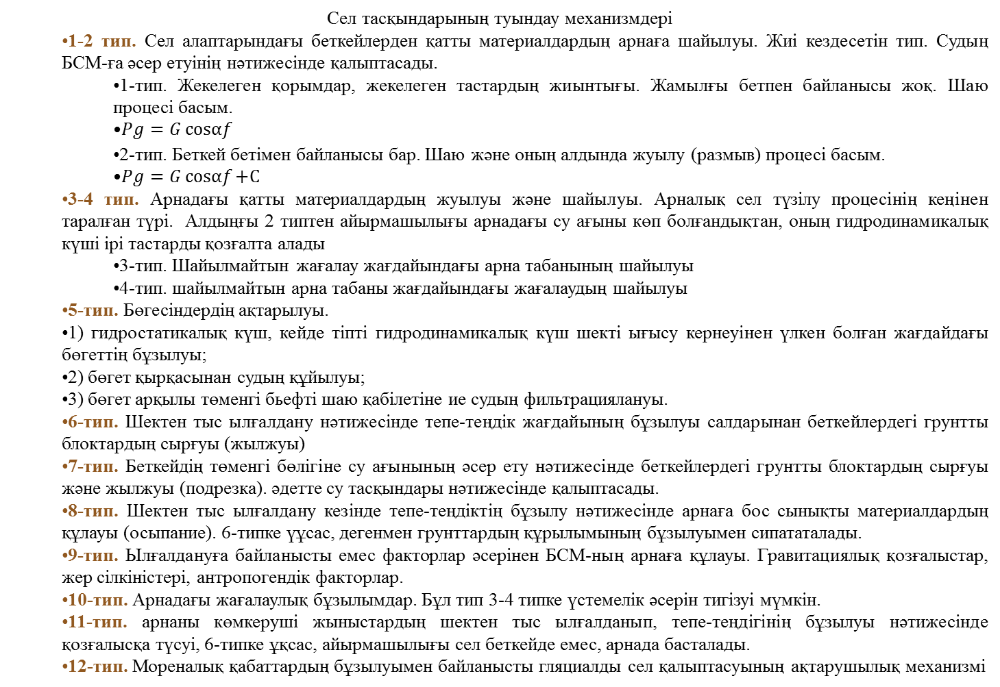 Сел тасқындарының туындау механизмдері
•1-2 тип. Сел алаптарындағы беткейлерден қатты материалдардың арнаға шайылуы. Жиі кездесетін тип. Судың
БСМ-ға әсер етуінің нәтижесінде қалыптасады.
•1-тип. Жекелеген қорымдар, жекелеген тастардың жиынтығы. Жамылғы бетпен байланысы жоқ. Шаю
процесі басым.
•Pg = G cosαf
•2-тип. Беткей бетімен байланысы бар. Шаю және оның алдында жуылу (размыв) процесі басым.
•Pg = G cosαf +C
•3-4 тип. Арнадағы қатты материалдардың жуылуы және шайылуы. Арналық сел түзілу процесінің кеңінен
таралған түрі. Алдыңғы 2 типтен айырмашылығы арнадағы су ағыны көп болғандықтан, оның гидродинамикалық
күші ірі тастарды қозғалта алады
•3-тип. Шайылмайтын жағалау жағдайындағы арна табанының шайылуы
•4-тип. шайылмайтын арна табаны жағдайындағы жағалаудың шайылуы
•5-тип. Бөгесіндердің ақтарылуы.
•1) гидростатикалық күш, кейде тіпті гидродинамикалық күш шекті ығысу кернеуінен үлкен болған жағдайдағы
бөгеттің бұзылуы;
•2) бөгет қырқасынан судың құйылуы;
•3) бөгет арқылы төменгі бьефті шаю қабілетіне ие судың фильтрациялануы.
•6-тип. Шектен тыс ылғалдану нәтижесінде тепе-теңдік жағдайының бұзылуы салдарынан беткейлердегі грунтты
блоктардың сырғуы (жылжуы)
•7-тип. Беткейдің төменгі бөлігіне су ағынының әсер ету нәтижесінде беткейлердегі грунтты блоктардың сырғуы
және жылжуы (подрезка). әдетте су тасқындары нәтижесінде қалыптасады.
•8-тип. Шектен тыс ылғалдану кезінде тепе-теңдіктің бұзылу нәтижесінде арнаға бос сынықты материалдардың
құлауы (осыпание). 6-типке үұсас, дегенмен грунттардың құрылымының бұзылуымен сипататалады.
•9-тип. Ылғалдануға байланысты емес факторлар әсерінен БСМ-ның арнаға құлауы. Гравитациялық қозғалыстар,
жер сілкіністері, антропогендік факторлар.
•10-тип. Арнадағы жағалаулық бұзылымдар. Бұл тип 3-4 типке үстемелік әсерін тигізуі мүмкін.
•11-тип. арнаны көмкеруші жыныстардың шектен тыс ылғалданып, тепе-теңдігінің бұзылуы нәтижесінде
қозғалысқа түсуі, 6-типке ұқсас, айырмашылығы сел беткейде емес, арнада басталады.
•12-тип. Мореналық қабаттардың бұзылуымен байланысты гляциалды сел қалыптасуының ақтарушылық механизмі